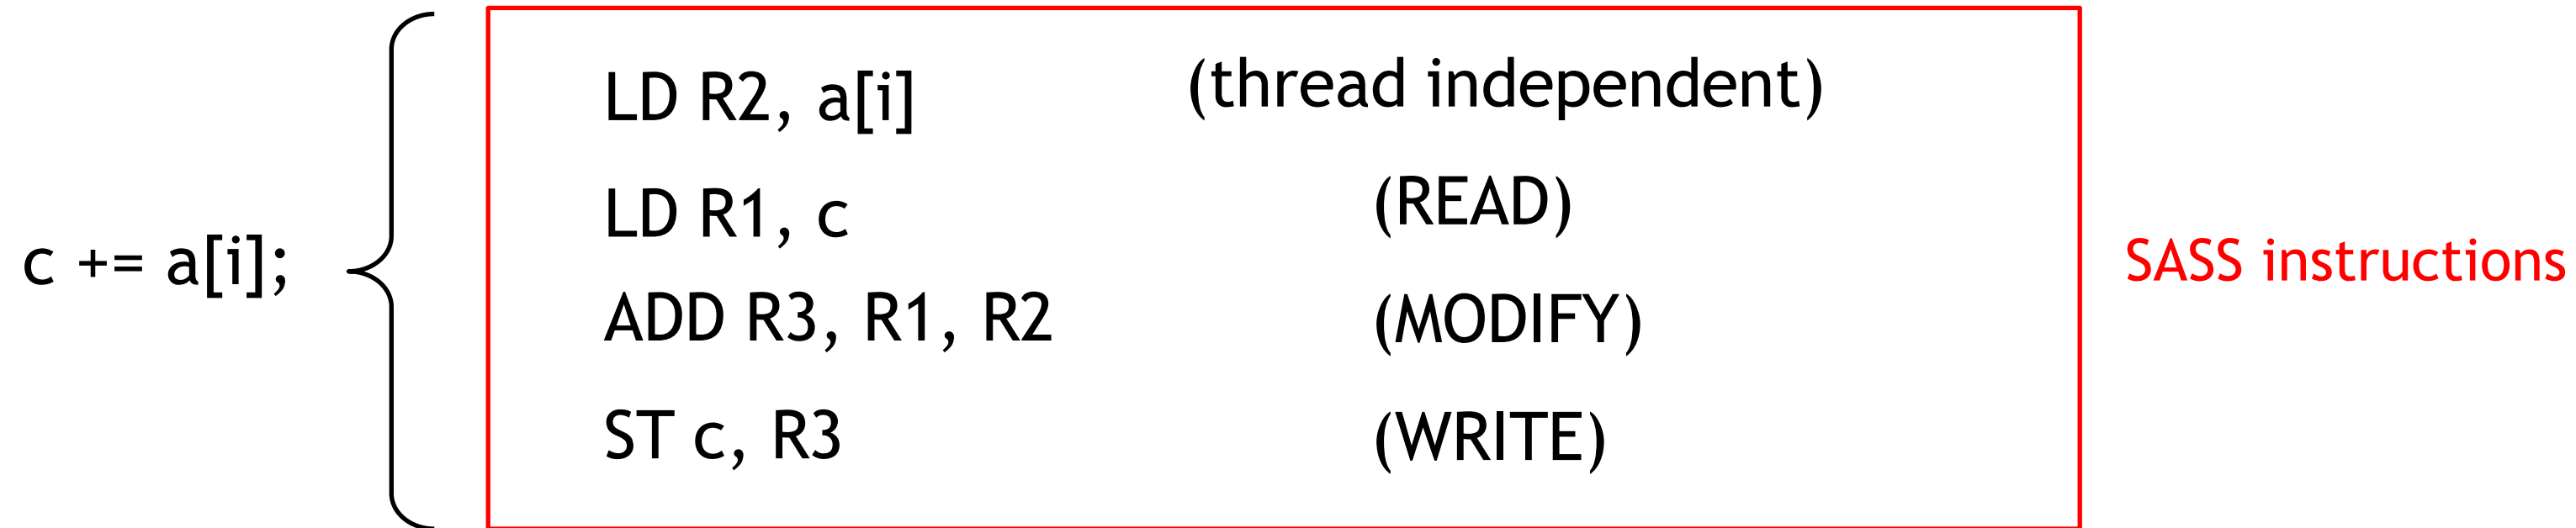 c += a[i];
LD R2, a[i] (thread independent)
LD R1, c (READ)
ADD R3, R1, R2 (MODIFY)
ST c, R3 (WRITE)
SASS instructions